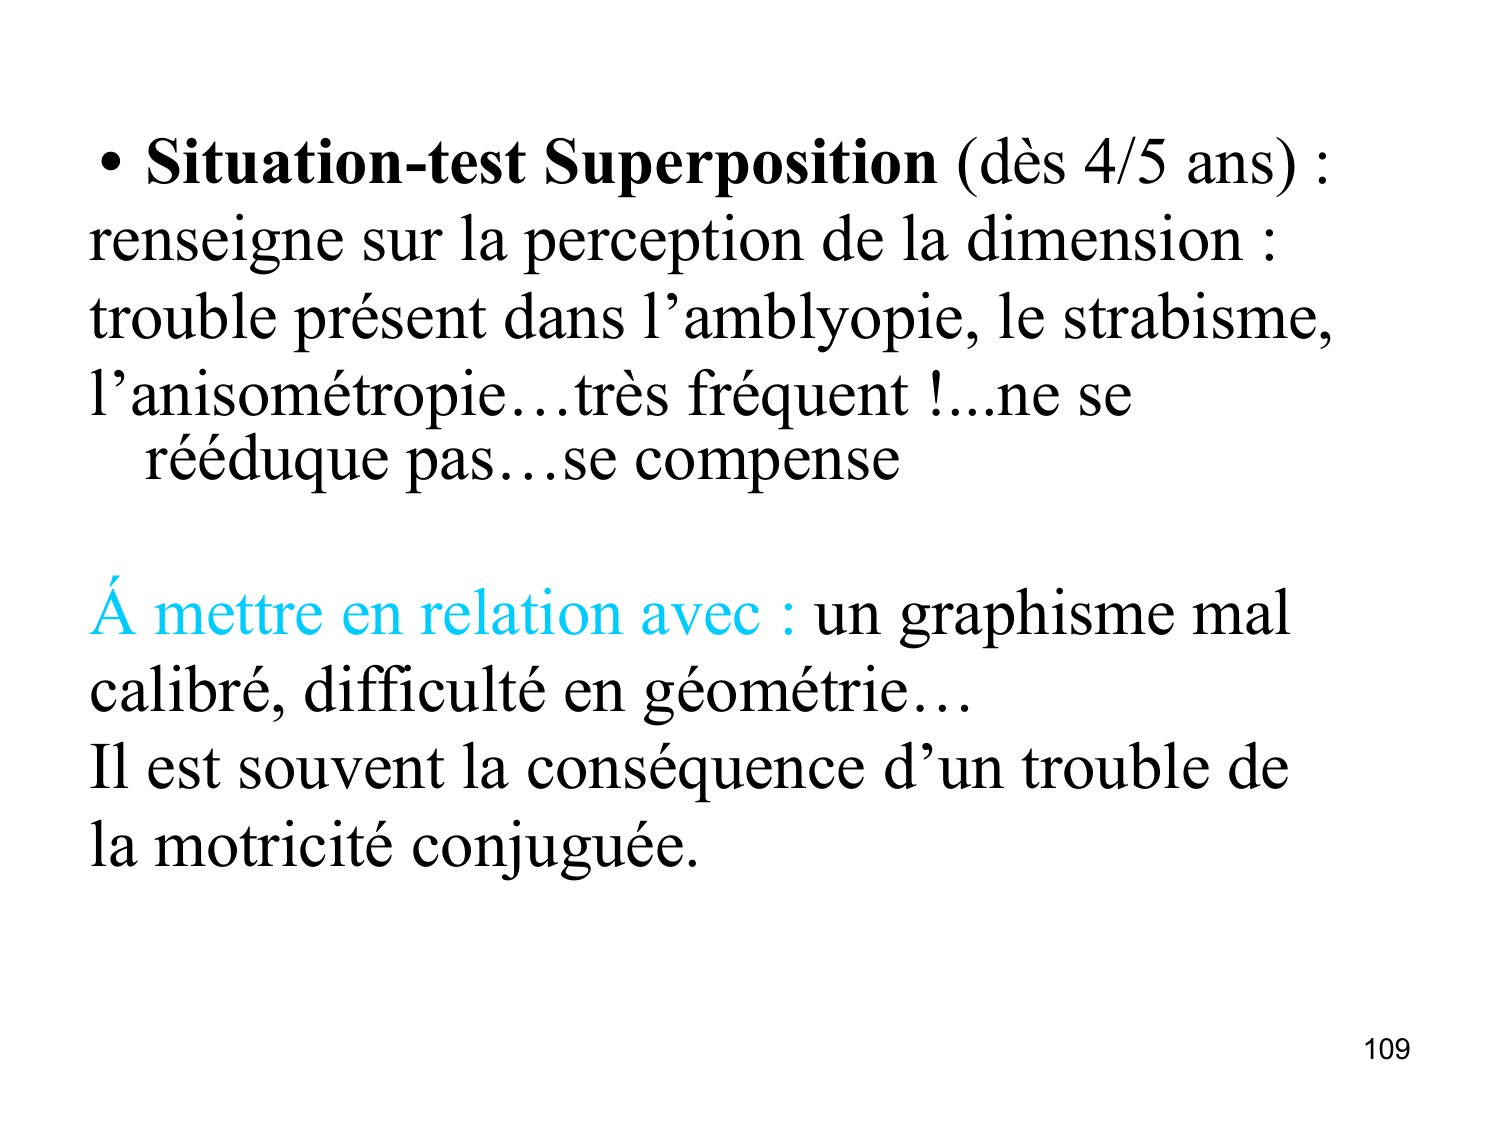 • Situation-test Superposition (dès 4/5 ans) :
renseigne sur la perception de la dimension :
trouble présent dans l’amblyopie, le strabisme,
l’anisométropie…très fréquent !...ne se
rééduque pas…se compense
Á mettre en relation avec : un graphisme mal
calibré, difficulté en géométrie…
Il est souvent la conséquence d’un trouble de
la motricité conjuguée.
109